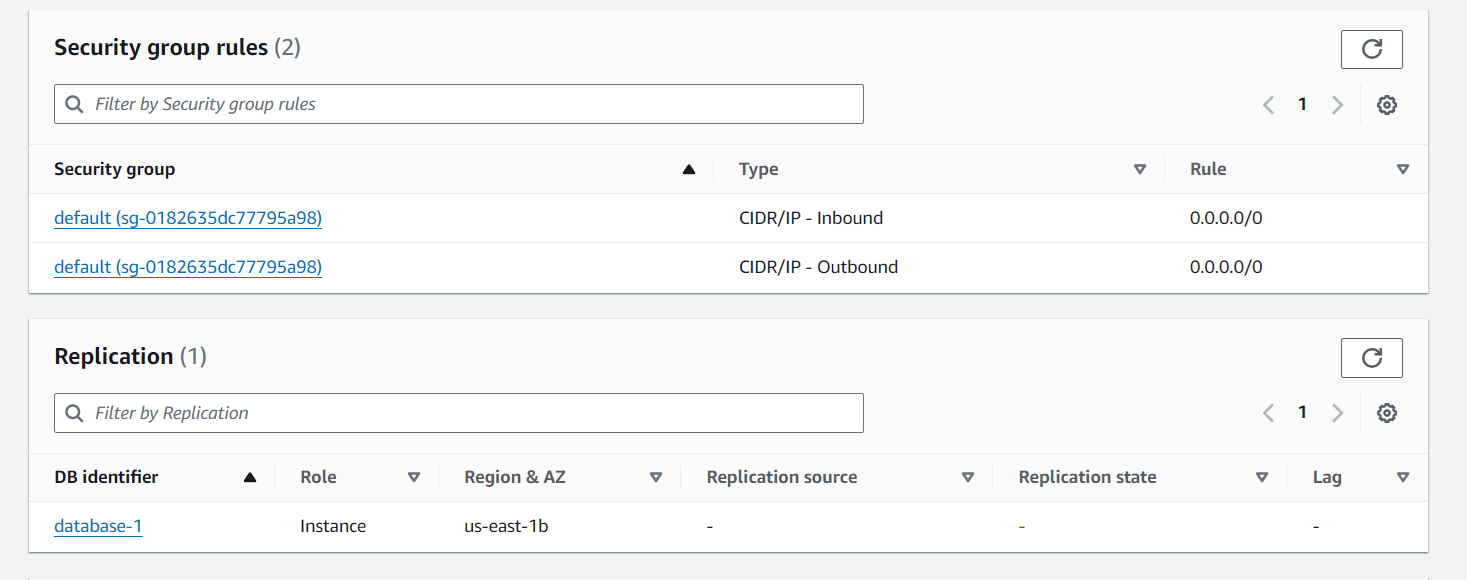 Security group rules (2)
Filter by Security group rules
1
Security group Type Rule
default (sg-0182635dc77795a98) CIDR/IP - Inbound 0.0.0.0/0
default (sg-0182635dc77795a98) CIDR/IP - Outbound 0.0.0.0/0
Replication (1)
Filter by Replication
1
DB identifier Role Region & AZ Replication source Replication state Lag
database-1 Instance us-east-1b - - -